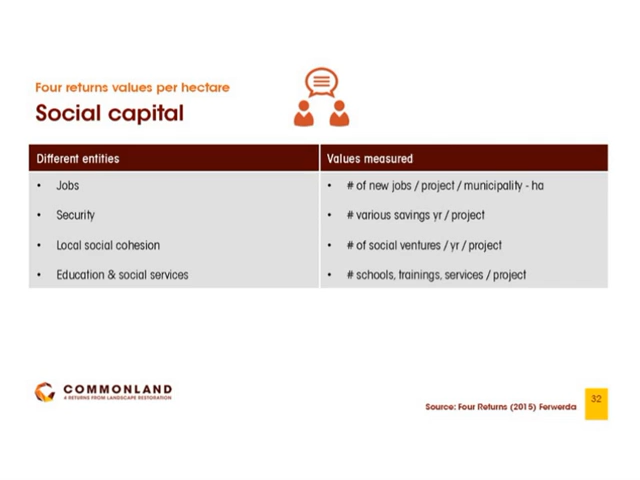 Four returns values per hectare
Social capital
Different entities
Values measured
• Jobs
• # of new jobs / project / municipality - ha
• Security
• # various savings yr / project
• Local social cohesion
• # of social ventures / yr / project
• Education & social services
• # schools, trainings, services / project
COMMONLAND
4 RETURNS FROM LANDSCAPE RESTORATION
Source: Four Returns (2015) Ferwerda
32